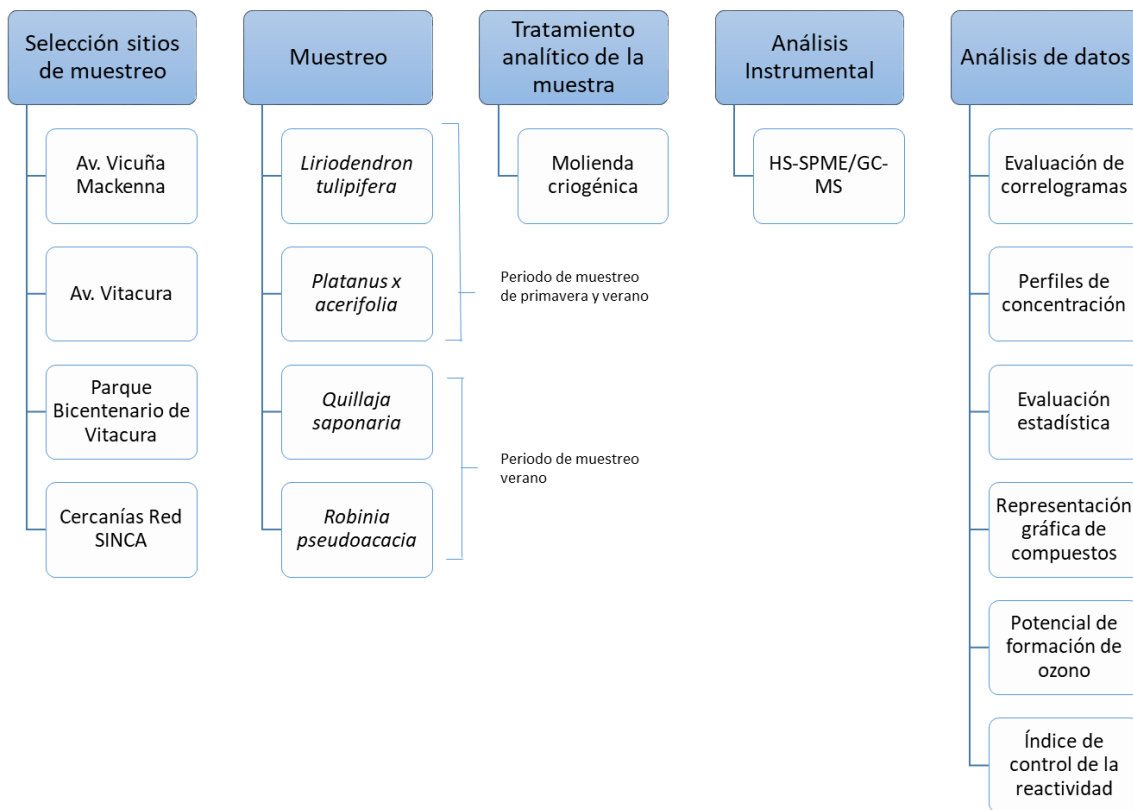 Selección sitios
de muestreo
Av. Vicuña
Mackenna
Av. Vitacura
Parque
Bicentenario de
Vitacura
Cercanías Red
SINCA
Muestreo
Liriodendron
tulipifera
Platanus x
acerifolia
Quillaja
saponaria
Robinia
pseudoacacia
Periodo de muestreo
de primavera y verano
Periodo de muestreo
verano
Tratamiento
analítico de la
muestra
Molienda
criogénica
Análisis
Instrumental
HS-SPME/GC-
MS
Análisis de datos
Evaluación de
correlogramas
Perfiles de
concentración
Evaluación
estadística
Representación
gráfica de
compuestos
Potencial de
formación de
ozono
Índice de
control de la
reactividad